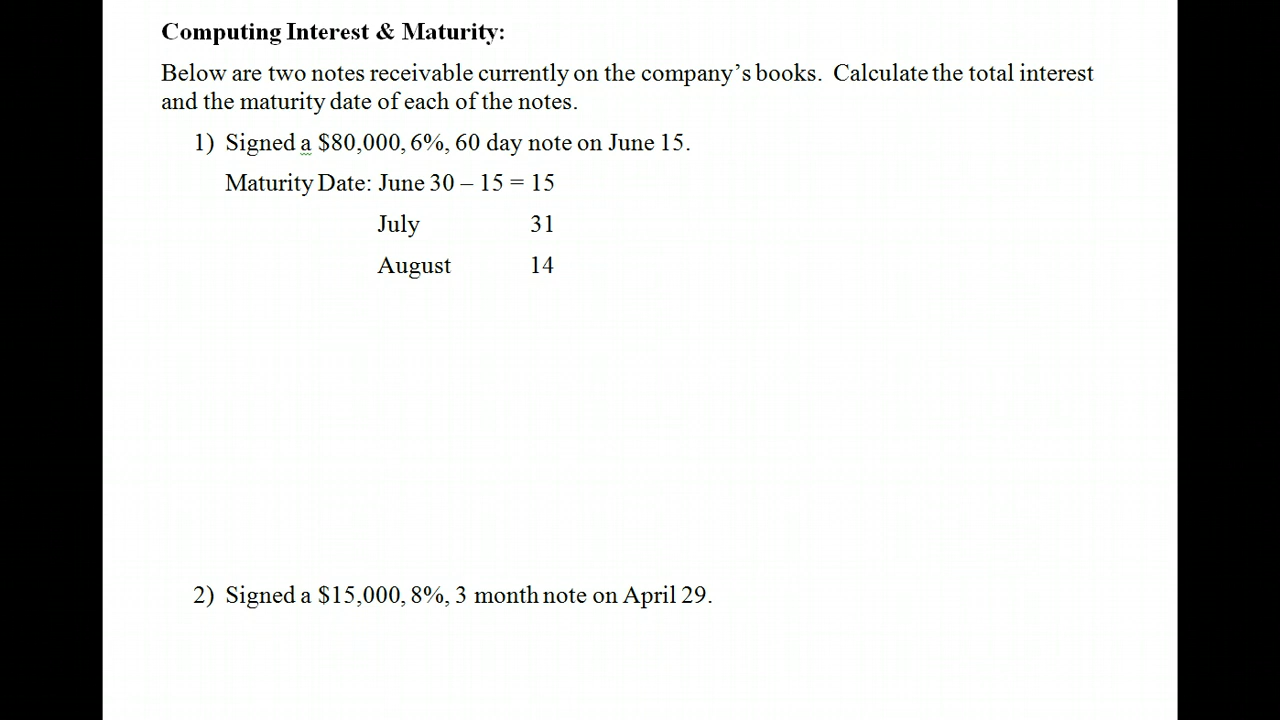 Computing Interest & Maturity:
Below are two notes receivable currently on the company’s books. Calculate the total interest
and the maturity date of each of the notes.
1) Signed a $80,000, 6%, 60 day note on June 15.
Maturity Date: June 30 – 15 = 15
July 31
August 14
2) Signed a $15,000, 8%, 3 month note on April 29.